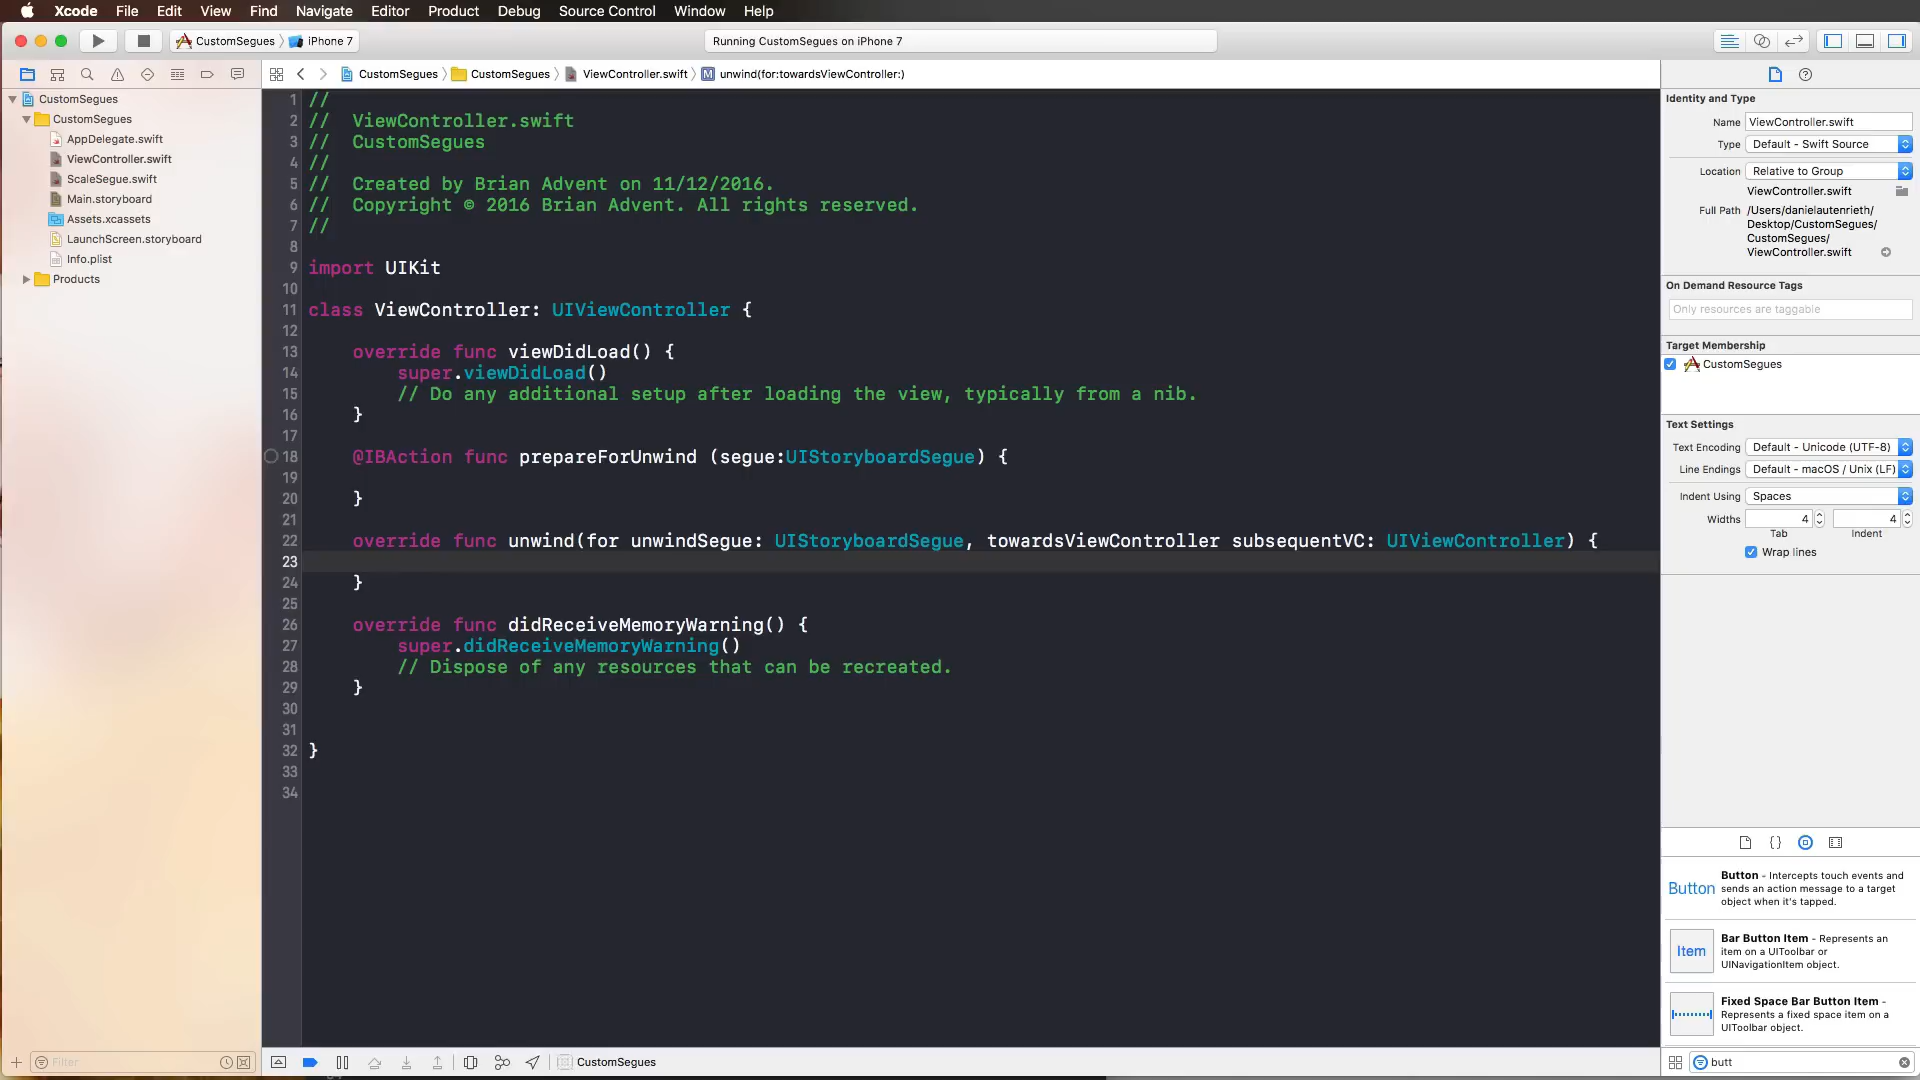 Xcode File Edit View Find Navigate Editor Product Debug Source Control Window Help
CustomSegues iPhone 7
Running CustomSegues on iPhone 7
CustomSegues CustomSegues ViewController.swift M unwind(for:towardsViewController:)
CustomSegues
CustomSegues
AppDelegate.swift
ViewController.swift
ScaleSegue.swift
Main.storyboard
Assets.xcassets
LaunchScreen.storyboard
Info.plist
Products
Filter
1 //
2 // ViewController.swift
3 // CustomSegues
4 //
5 // Created by Brian Advent on 11/12/2016.
6 // Copyright © 2016 Brian Advent. All rights reserved.
7 //
8
9 import UIKit
10
11 class ViewController: UIViewController {
12
13 override func viewDidLoad() {
14 super.viewDidLoad()
15 // Do any additional setup after loading the view, typically from a nib.
16 }
17
18 @IBAction func prepareForUnwind (segue:UIStoryboardSegue) {
19
20 }
21
22 override func unwind(for unwindSegue: UIStoryboardSegue, towardsViewController subsequentVC: UIViewController) {
23
24 }
25
26 override func didReceiveMemoryWarning() {
27 super.didReceiveMemoryWarning()
28 // Dispose of any resources that can be recreated.
29 }
30
31
32 }
33
34
CustomSegues
Identity and Type
Name ViewController.swift
Type Default - Swift Source
Location Relative to Group
ViewController.swift
Full Path /Users/danielautenrieth/
Desktop/CustomSegues/
CustomSegues/
ViewController.swift
On Demand Resource Tags
Only resources are taggable
Target Membership
CustomSegues
Text Settings
Text Encoding Default - Unicode (UTF-8)
Line Endings Default - macOS / Unix (LF)
Indent Using Spaces
Widths 4 4
Tab Indent
Wrap lines
{}
Button Button - Intercepts touch events and
sends an action message to a target
object when it's tapped.
Item Bar Button Item - Represents an
item on a UIToolbar or
UINavigationItem object.
Fixed Space Bar Button Item -
Represents a fixed space item on a
UIToolbar object.
butt